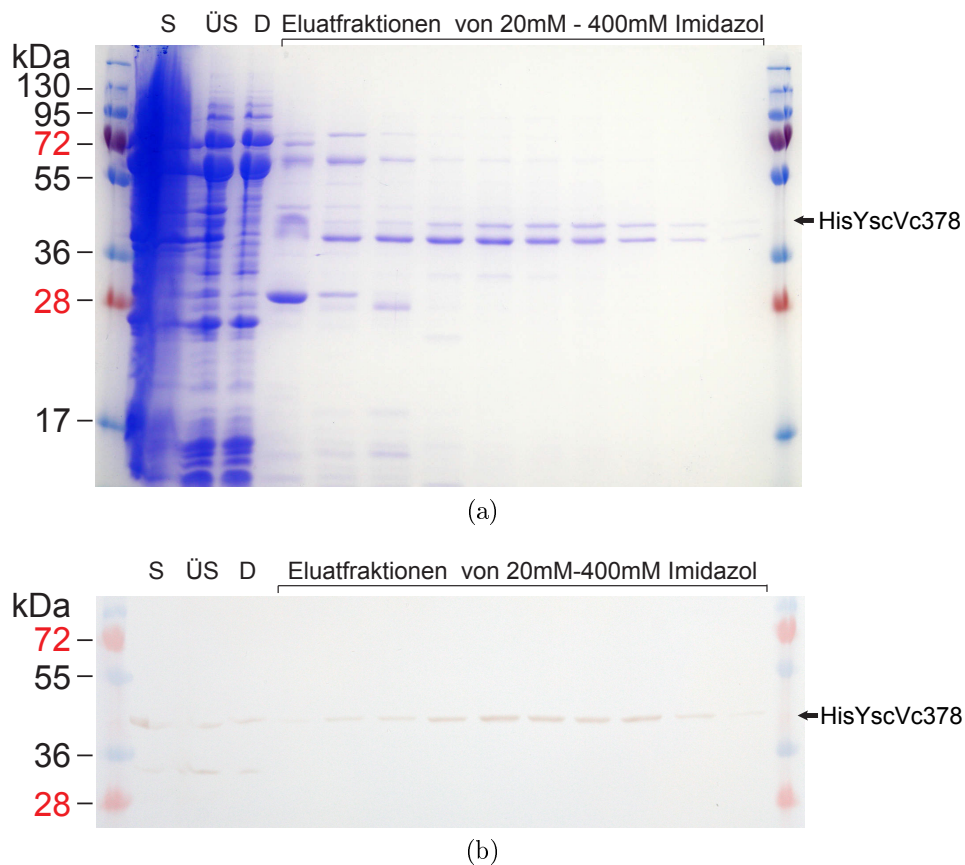 S ÜS D Eluatfraktionen von 20mM - 400mM Imidazol
kDa
130
95
72
55
36
28
17
HisYscVc378
(a)
S ÜS D Eluatfraktionen von 20mM-400mM Imidazol
kDa
72
55
36
28
HisYscVc378
(b)